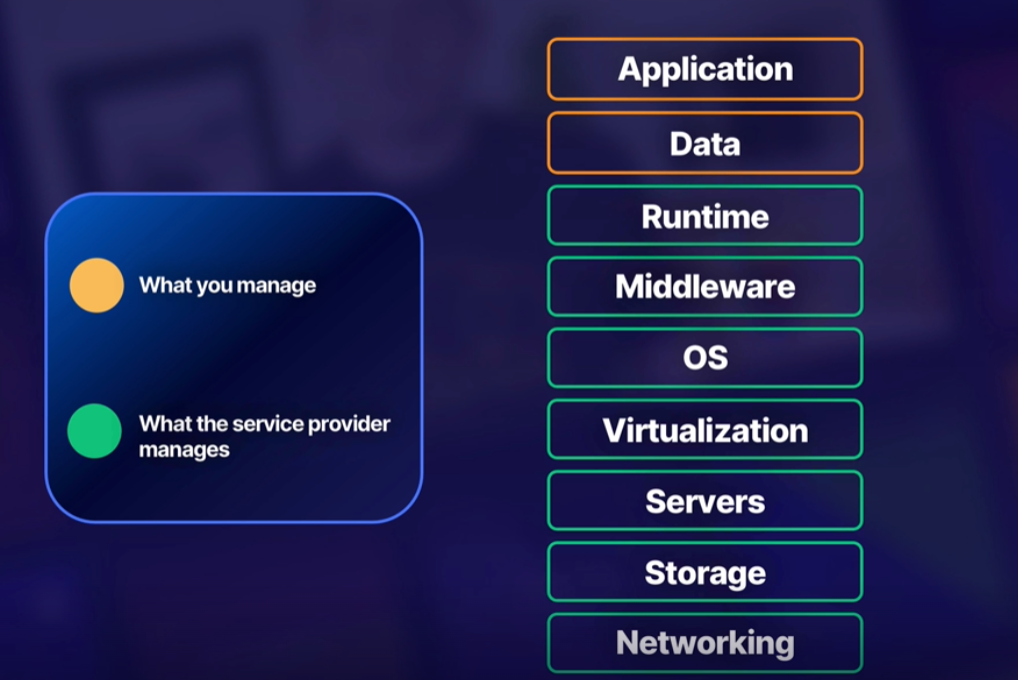 What you manage
What the service provider
manages
Application
Data
Runtime
Middleware
OS
Virtualization
Servers
Storage
Networking